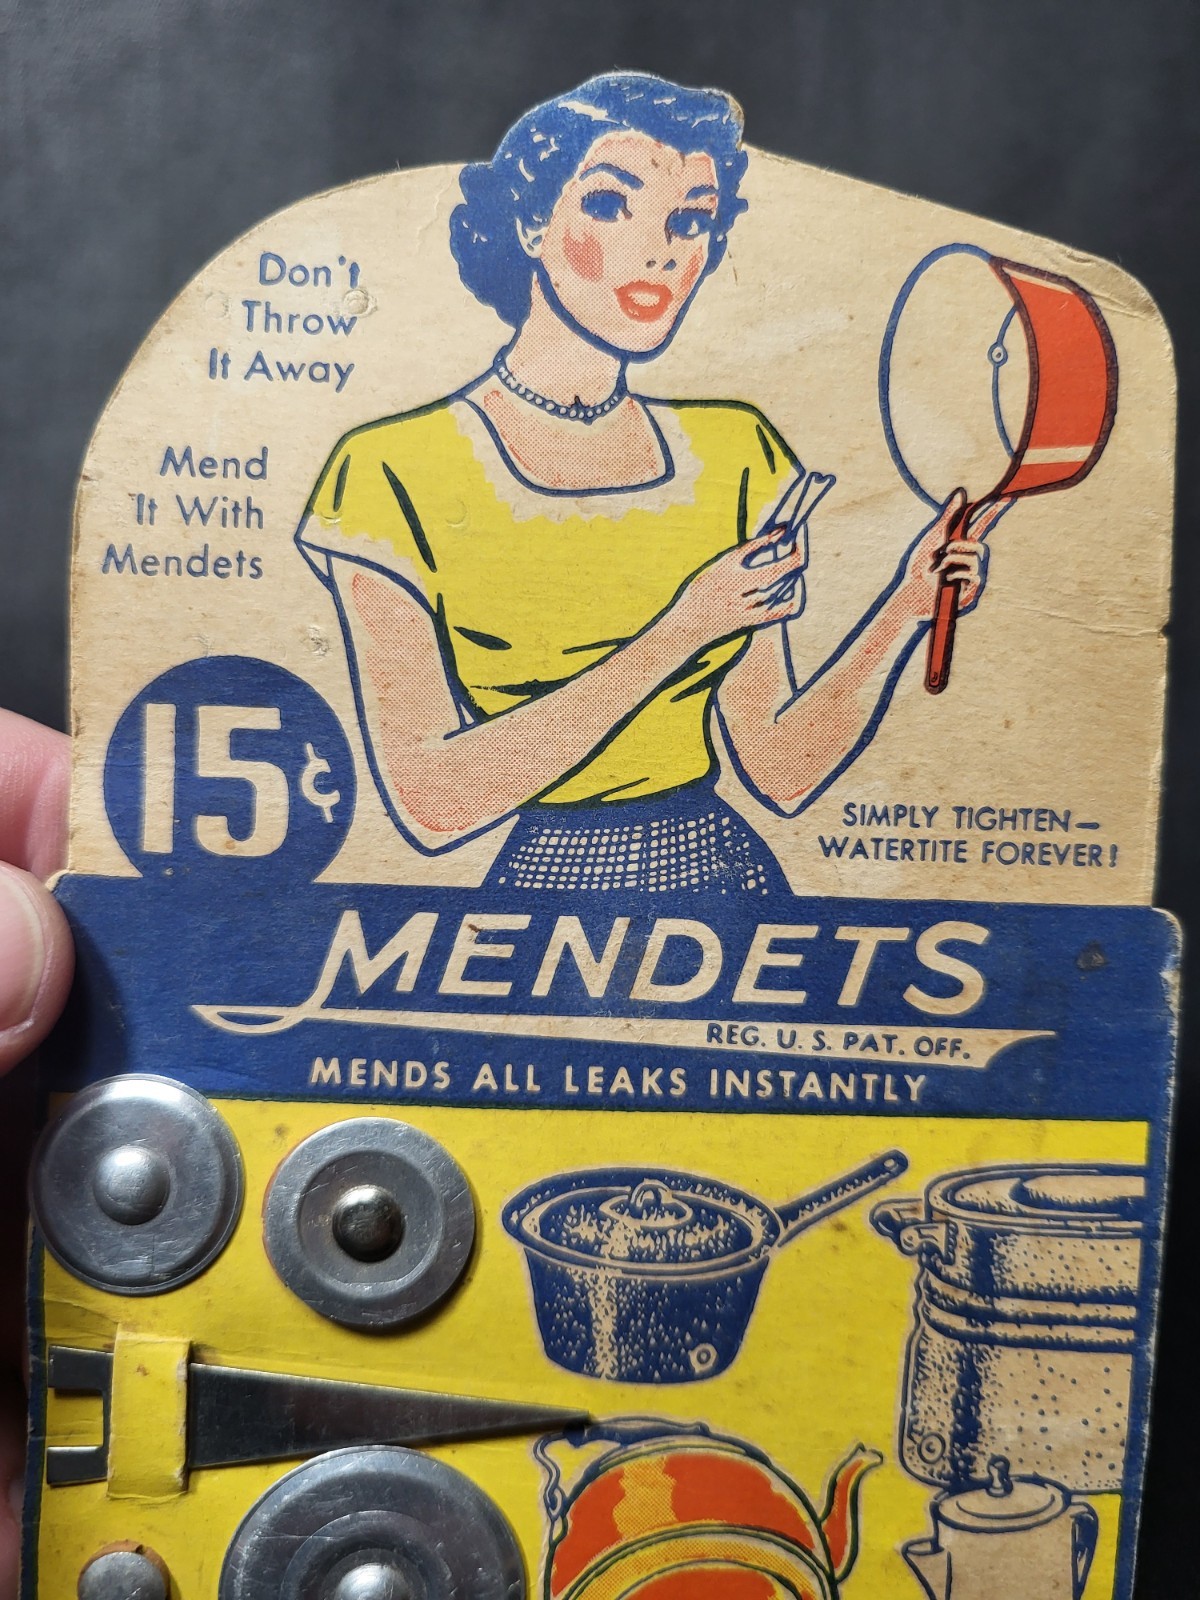 Don't
Throw
It Away
Mend
It With
Mendets
15¢
SIMPLY TIGHTEN—
WATERTITE FOREVER!
MENDETS
REG. U. S. PAT. OFF.
MENDS ALL LEAKS INSTANTLY